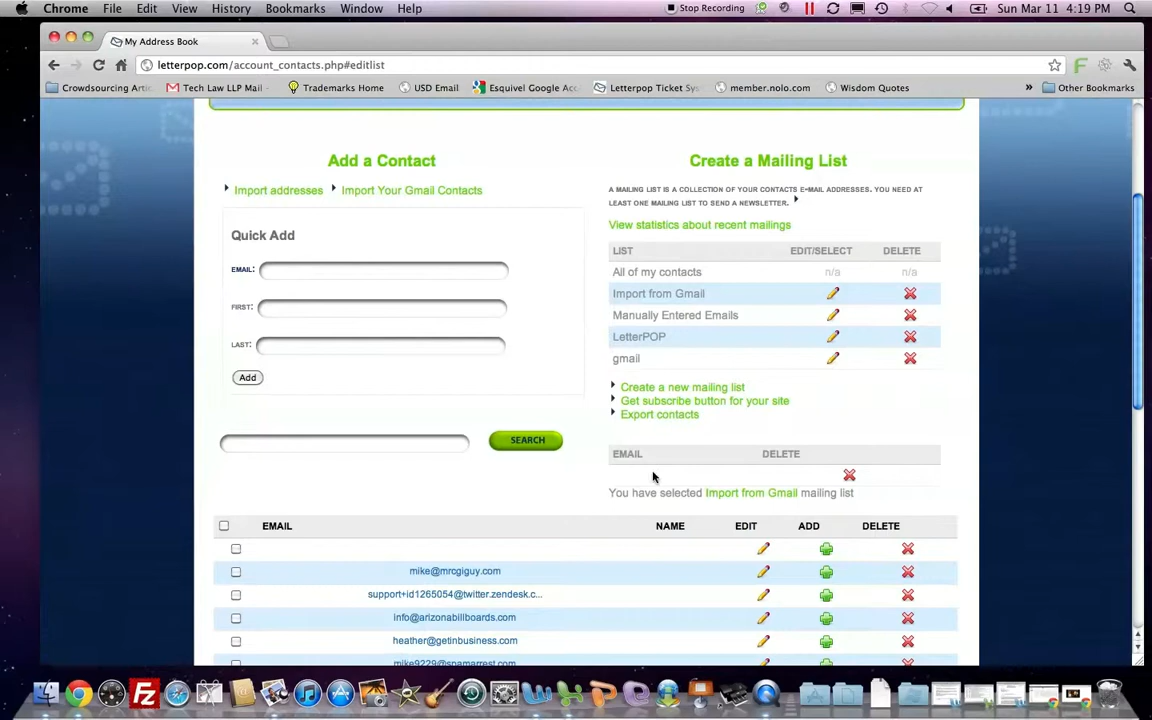 Chrome File Edit View History Bookmarks Window Help Stop Recording Sun Mar 11 4:19 PM
My Address Book
letterpop.com/account_contacts.php#editlist
Crowdsourcing Artic Tech Law LLP Mail - Trademarks Home USD Email Esquivel Google Acc Letterpop Ticket Sys member.nolo.com Wisdom Quotes » Other Bookmarks
Add a Contact
Create a Mailing List
Import addresses Import Your Gmail Contacts
A MAILING LIST IS A COLLECTION OF YOUR CONTACTS E-MAIL ADDRESSES. YOU NEED AT
LEAST ONE MAILING LIST TO SEND A NEWSLETTER.
View statistics about recent mailings
Quick Add
EMAIL:
FIRST:
LAST:
Add
LIST EDIT/SELECT DELETE
All of my contacts n/a n/a
Import from Gmail
Manually Entered Emails
LetterPOP
gmail
Create a new mailing list
Get subscribe button for your site
Export contacts
SEARCH
EMAIL DELETE
You have selected Import from Gmail mailing list
EMAIL NAME EDIT ADD DELETE
mike@mrcgiguy.com
support+id1265054@twitter.zendesk.c...
info@arizonabillboards.com
heather@getinbusiness.com
mike9229@spamarrest.com